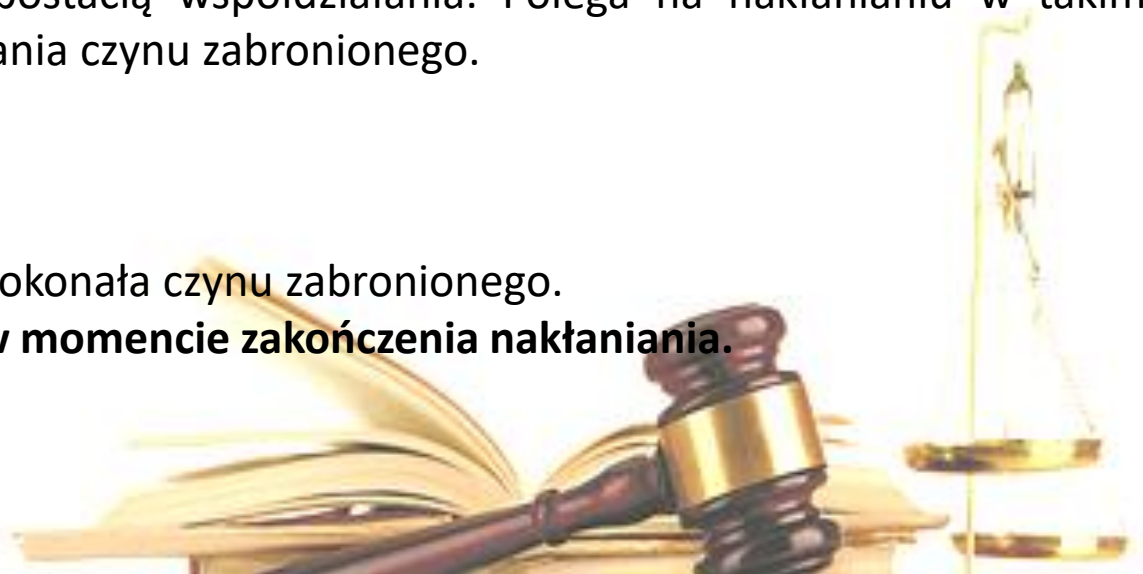 postacią współdziałania. Polega na nakłanianiu w takim
ania czynu zabronionego.
okonała czynu zabronionego.
w momencie zakończenia nakłaniania.